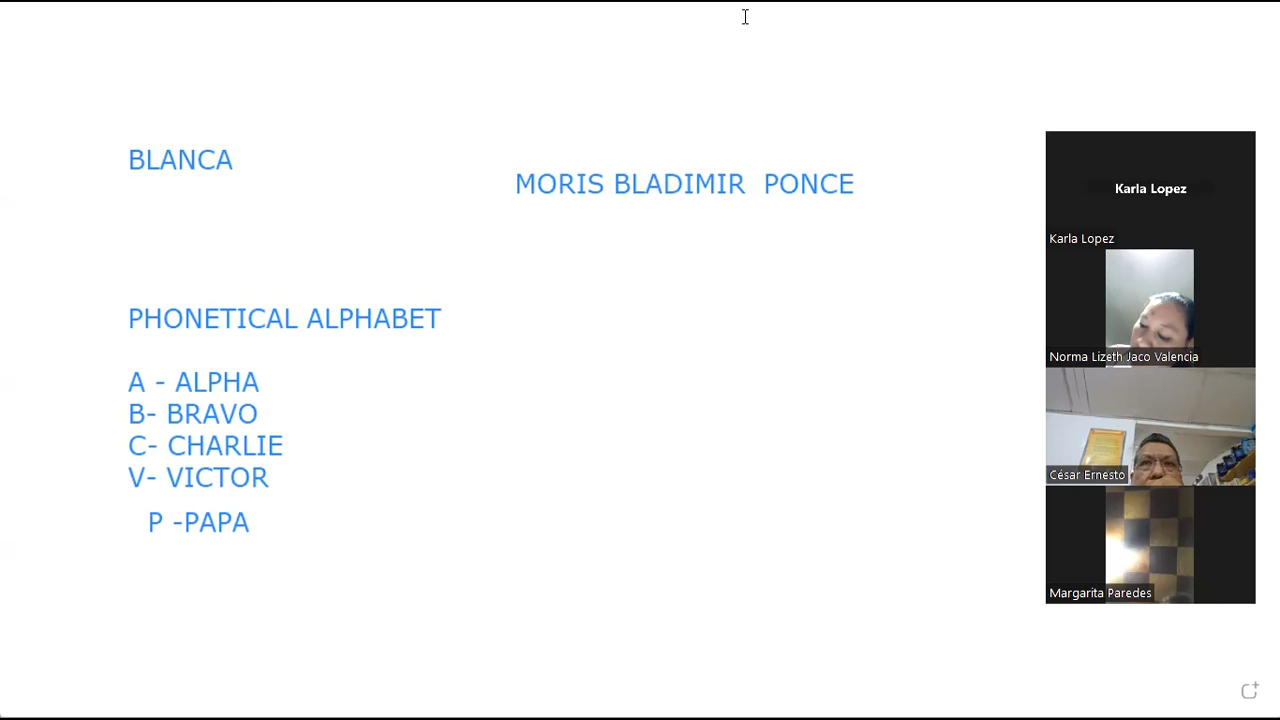 BLANCA
MORIS BLADIMIR  PONCE
PHONETICAL ALPHABET
A - ALPHA
B- BRAVO
C- CHARLIE
V- VICTOR
P -PAPA
Karla Lopez
Karla Lopez
Norma Lizeth Jaco Valencia
César Ernesto
Margarita Paredes